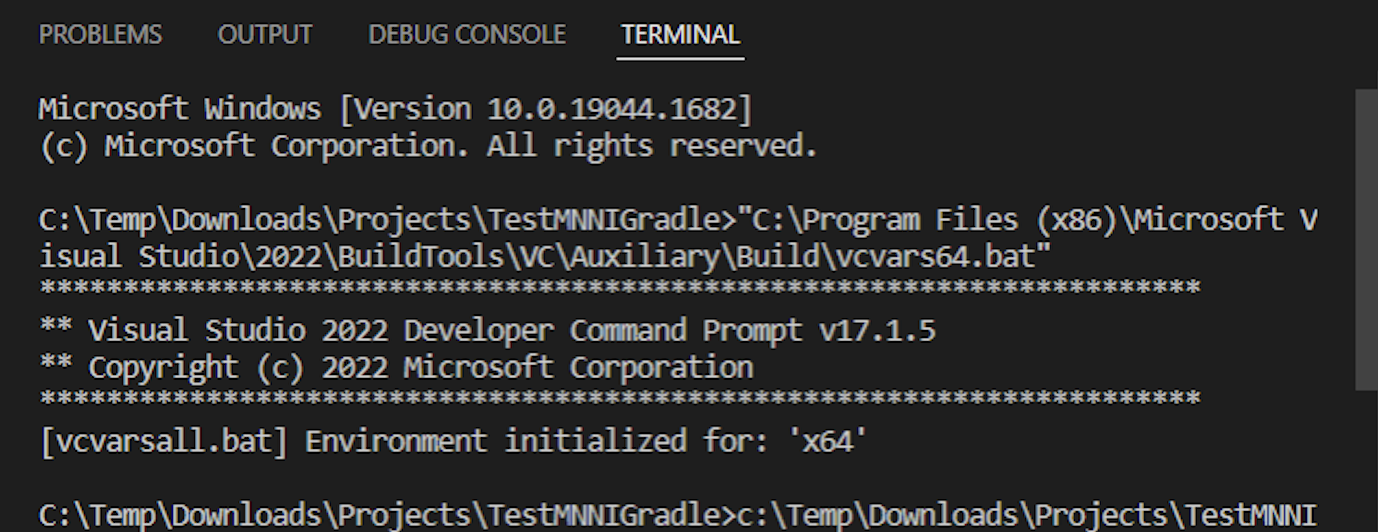 PROBLEMS OUTPUT DEBUG CONSOLE TERMINAL
Microsoft Windows [Version 10.0.19044.1682]
(c) Microsoft Corporation. All rights reserved.
C:\Temp\Downloads\Projects\TestMNNIGradle>"C:\Program Files (x86)\Microsoft V
isual Studio\2022\BuildTools\VC\Auxiliary\Build\vcvars64.bat"
**********************************************************************
** Visual Studio 2022 Developer Command Prompt v17.1.5
** Copyright (c) 2022 Microsoft Corporation
**********************************************************************
[vcvarsall.bat] Environment initialized for: 'x64'
C:\Temp\Downloads\Projects\TestMNNIGradle>c:\Temp\Downloads\Projects\TestMNNI